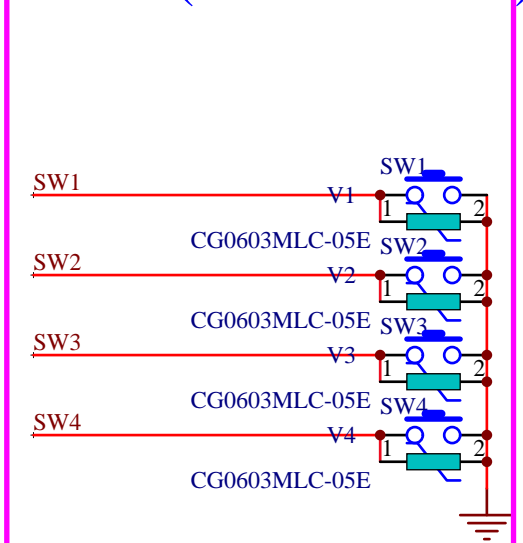 SW1
SW1 V1
1 2
CG0603MLC-05E
SW2
SW2 V2
1 2
CG0603MLC-05E
SW3
SW3 V3
1 2
CG0603MLC-05E
SW4
SW4 V4
1 2
CG0603MLC-05E